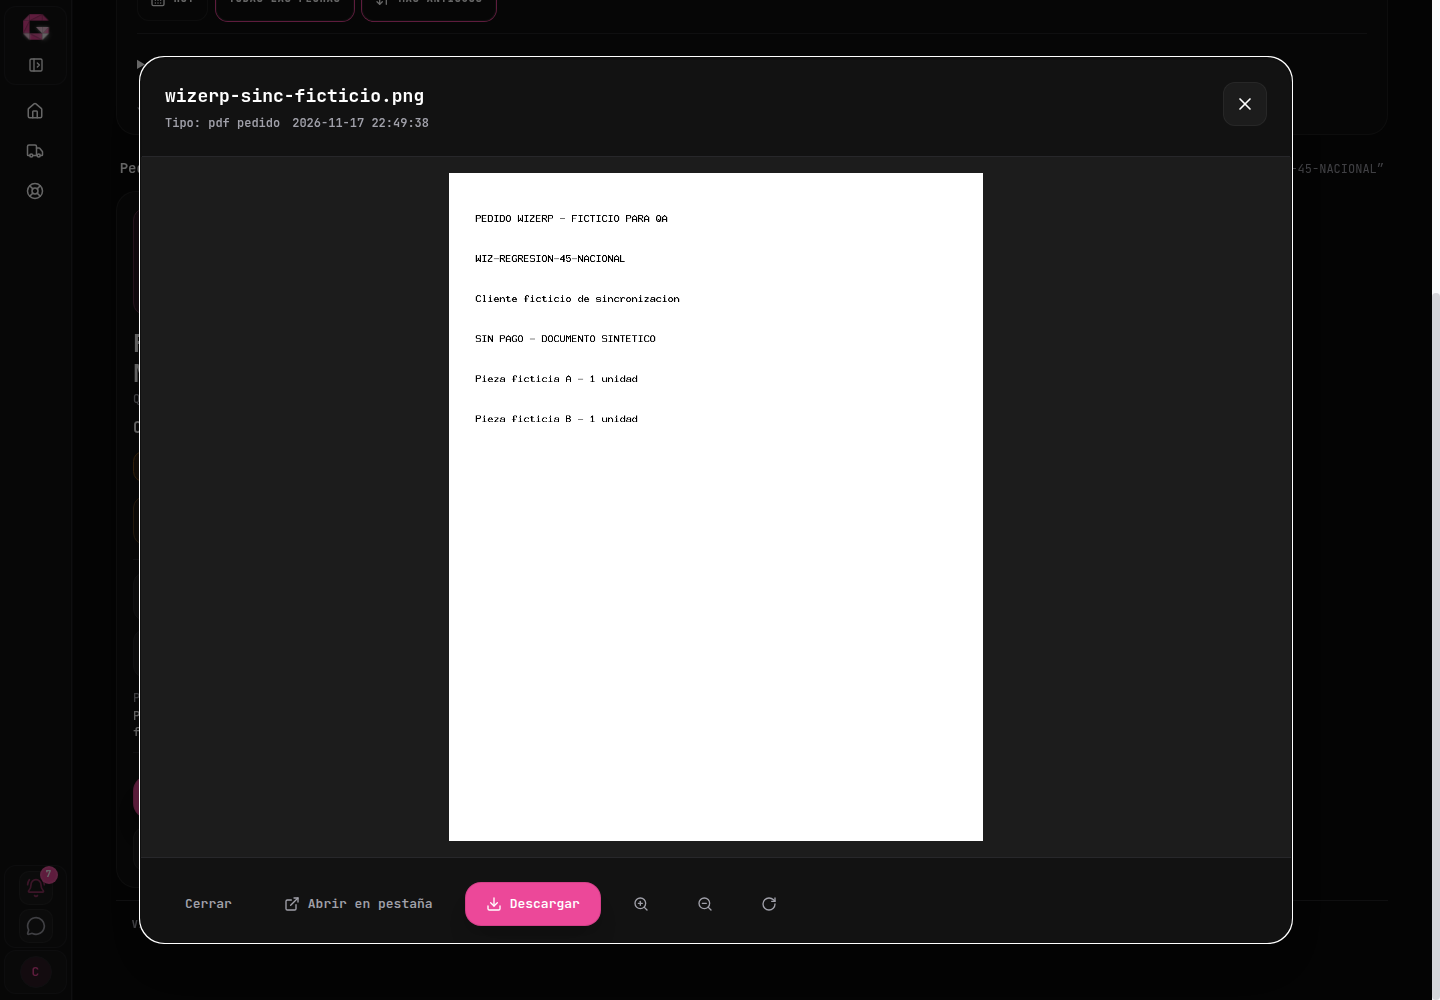 wizerp-sinc-ficticio.png
Tipo: pdf pedido 2026-11-17 22:49:38
-45-NACIONAL”
PEDIDO WIZERP - FICTICIO PARA QA
WIZ-REGRESION-45-NACIONAL
Cliente ficticio de sincronizacion
SIN PAGO - DOCUMENTO SINTETICO
Pieza ficticia A - 1 unidad
Pieza ficticia B - 1 unidad
7
C
Cerrar
Abrir en pestaña
Descargar